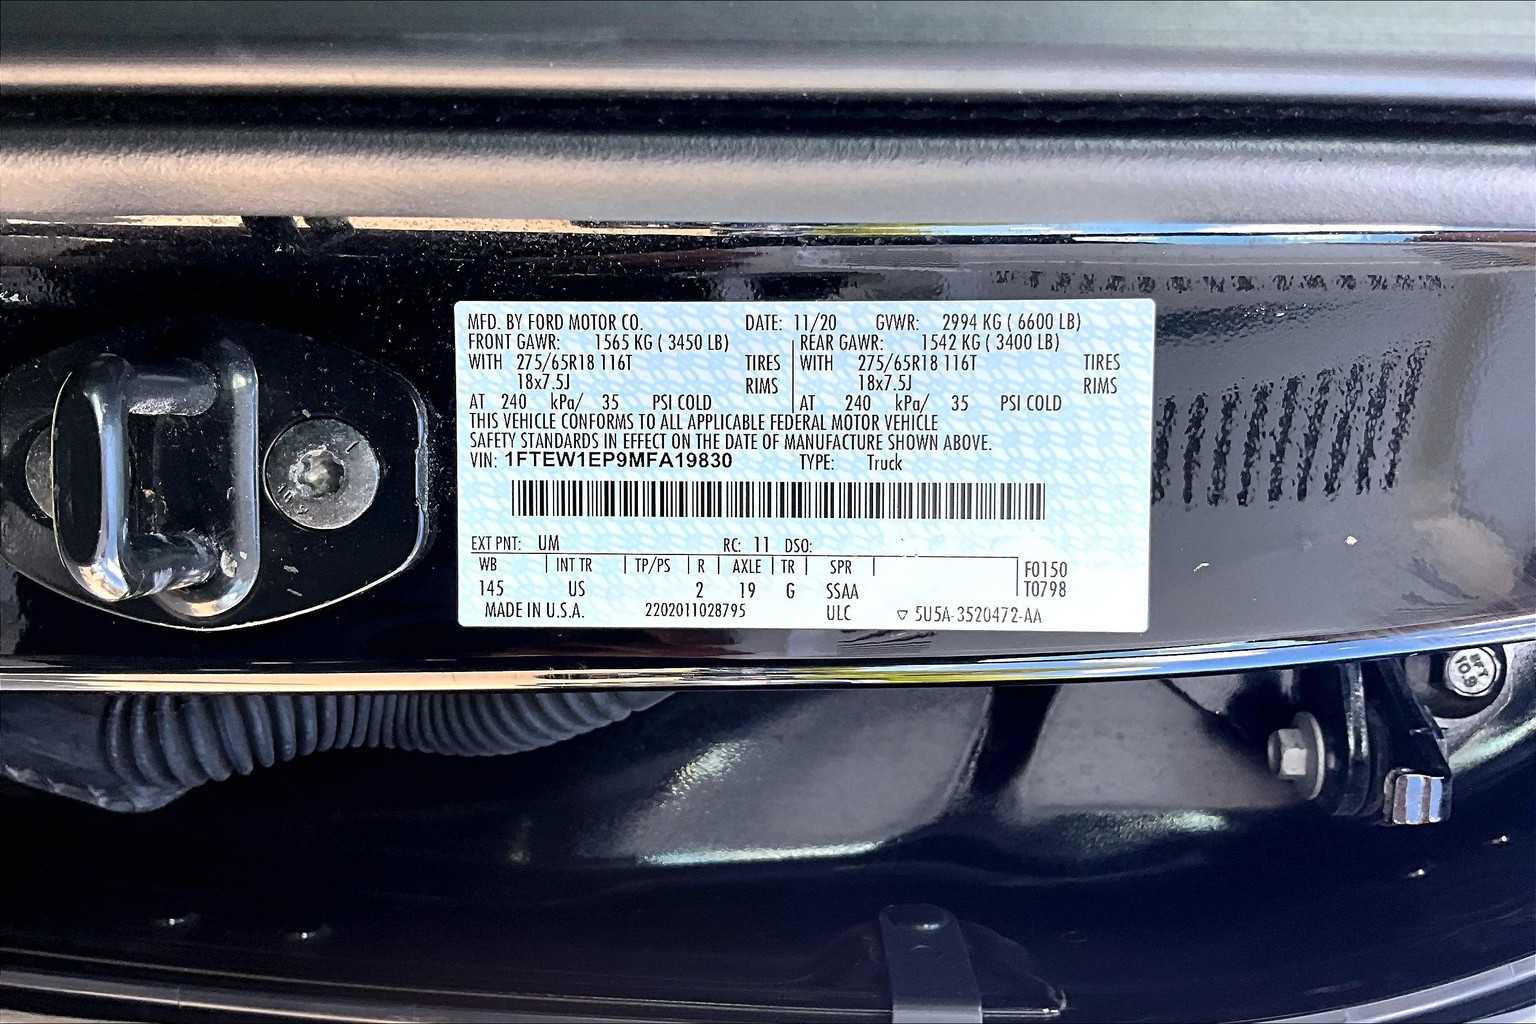 MFD. BY FORD MOTOR CO. DATE: 11/20 GVWR: 2994 KG ( 6600 LB)
FRONT GAWR: 1565 KG ( 3450 LB) REAR GAWR: 1542 KG ( 3400 LB)
WITH 275/65R18 116T TIRES WITH 275/65R18 116T TIRES
18x7.5J RIMS 18x7.5J RIMS
AT 240 kPa/ 35 PSI COLD AT 240 kPa/ 35 PSI COLD
THIS VEHICLE CONFORMS TO ALL APPLICABLE FEDERAL MOTOR VEHICLE
SAFETY STANDARDS IN EFFECT ON THE DATE OF MANUFACTURE SHOWN ABOVE.
VIN: 1FTEW1EP9MFA19830 TYPE: Truck
EXT PNT: UM RC: 11 DSO:
WB INT TR TP/PS R AXLE TR SPR F0150
145 US 2 19 G SSAA T0798
MADE IN U.S.A. 2202011028795 ULC ▽ 5U5A-3520472-AA
10.9